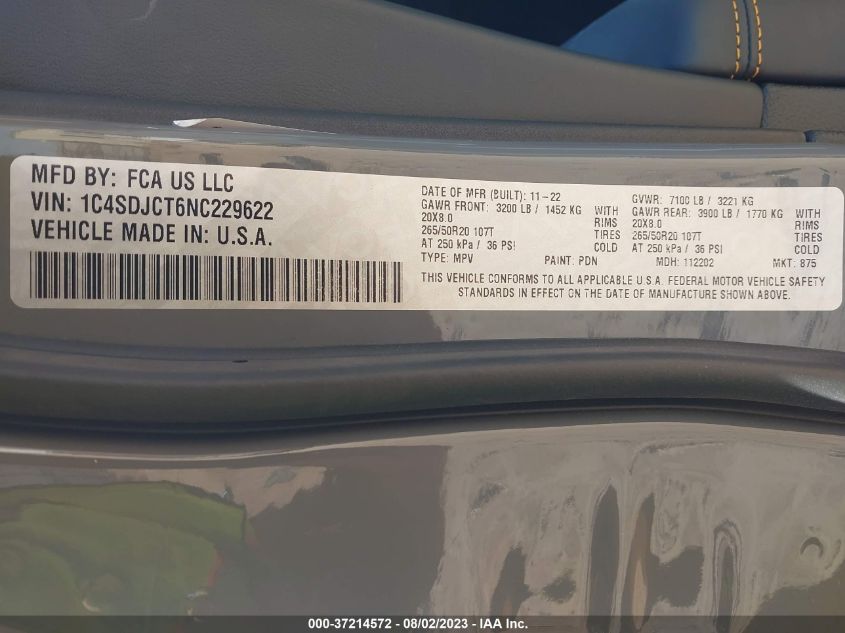 MFD BY: FCA US LLC
VIN: 1C4SDJCT6NC229622
VEHICLE MADE IN: U.S.A.
DATE OF MFR (BUILT): 11-22 GVWR: 7100 LB / 3221 KG
GAWR FRONT: 3200 LB / 1452 KG WITH GAWR REAR: 3900 LB / 1770 KG WITH
20X8.0 RIMS 20X8.0 RIMS
265/50R20 107T TIRES 265/50R20 107T TIRES
AT 250 kPa / 36 PSI COLD AT 250 kPa / 36 PSI COLD
TYPE: MPV PAINT: PDN MDH: 112202 MKT: 875
THIS VEHICLE CONFORMS TO ALL APPLICABLE U.S.A. FEDERAL MOTOR VEHICLE SAFETY
STANDARDS IN EFFECT ON THE DATE OF MANUFACTURE SHOWN ABOVE.
000-37214572 - 08/02/2023 - IAA Inc.